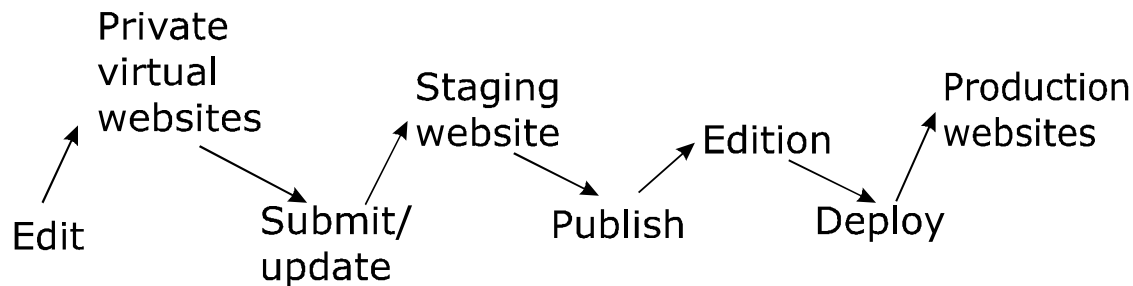 Edit
Private
virtual
websites
Submit/
update
Staging
website
Publish
Edition
Deploy
Production
websites